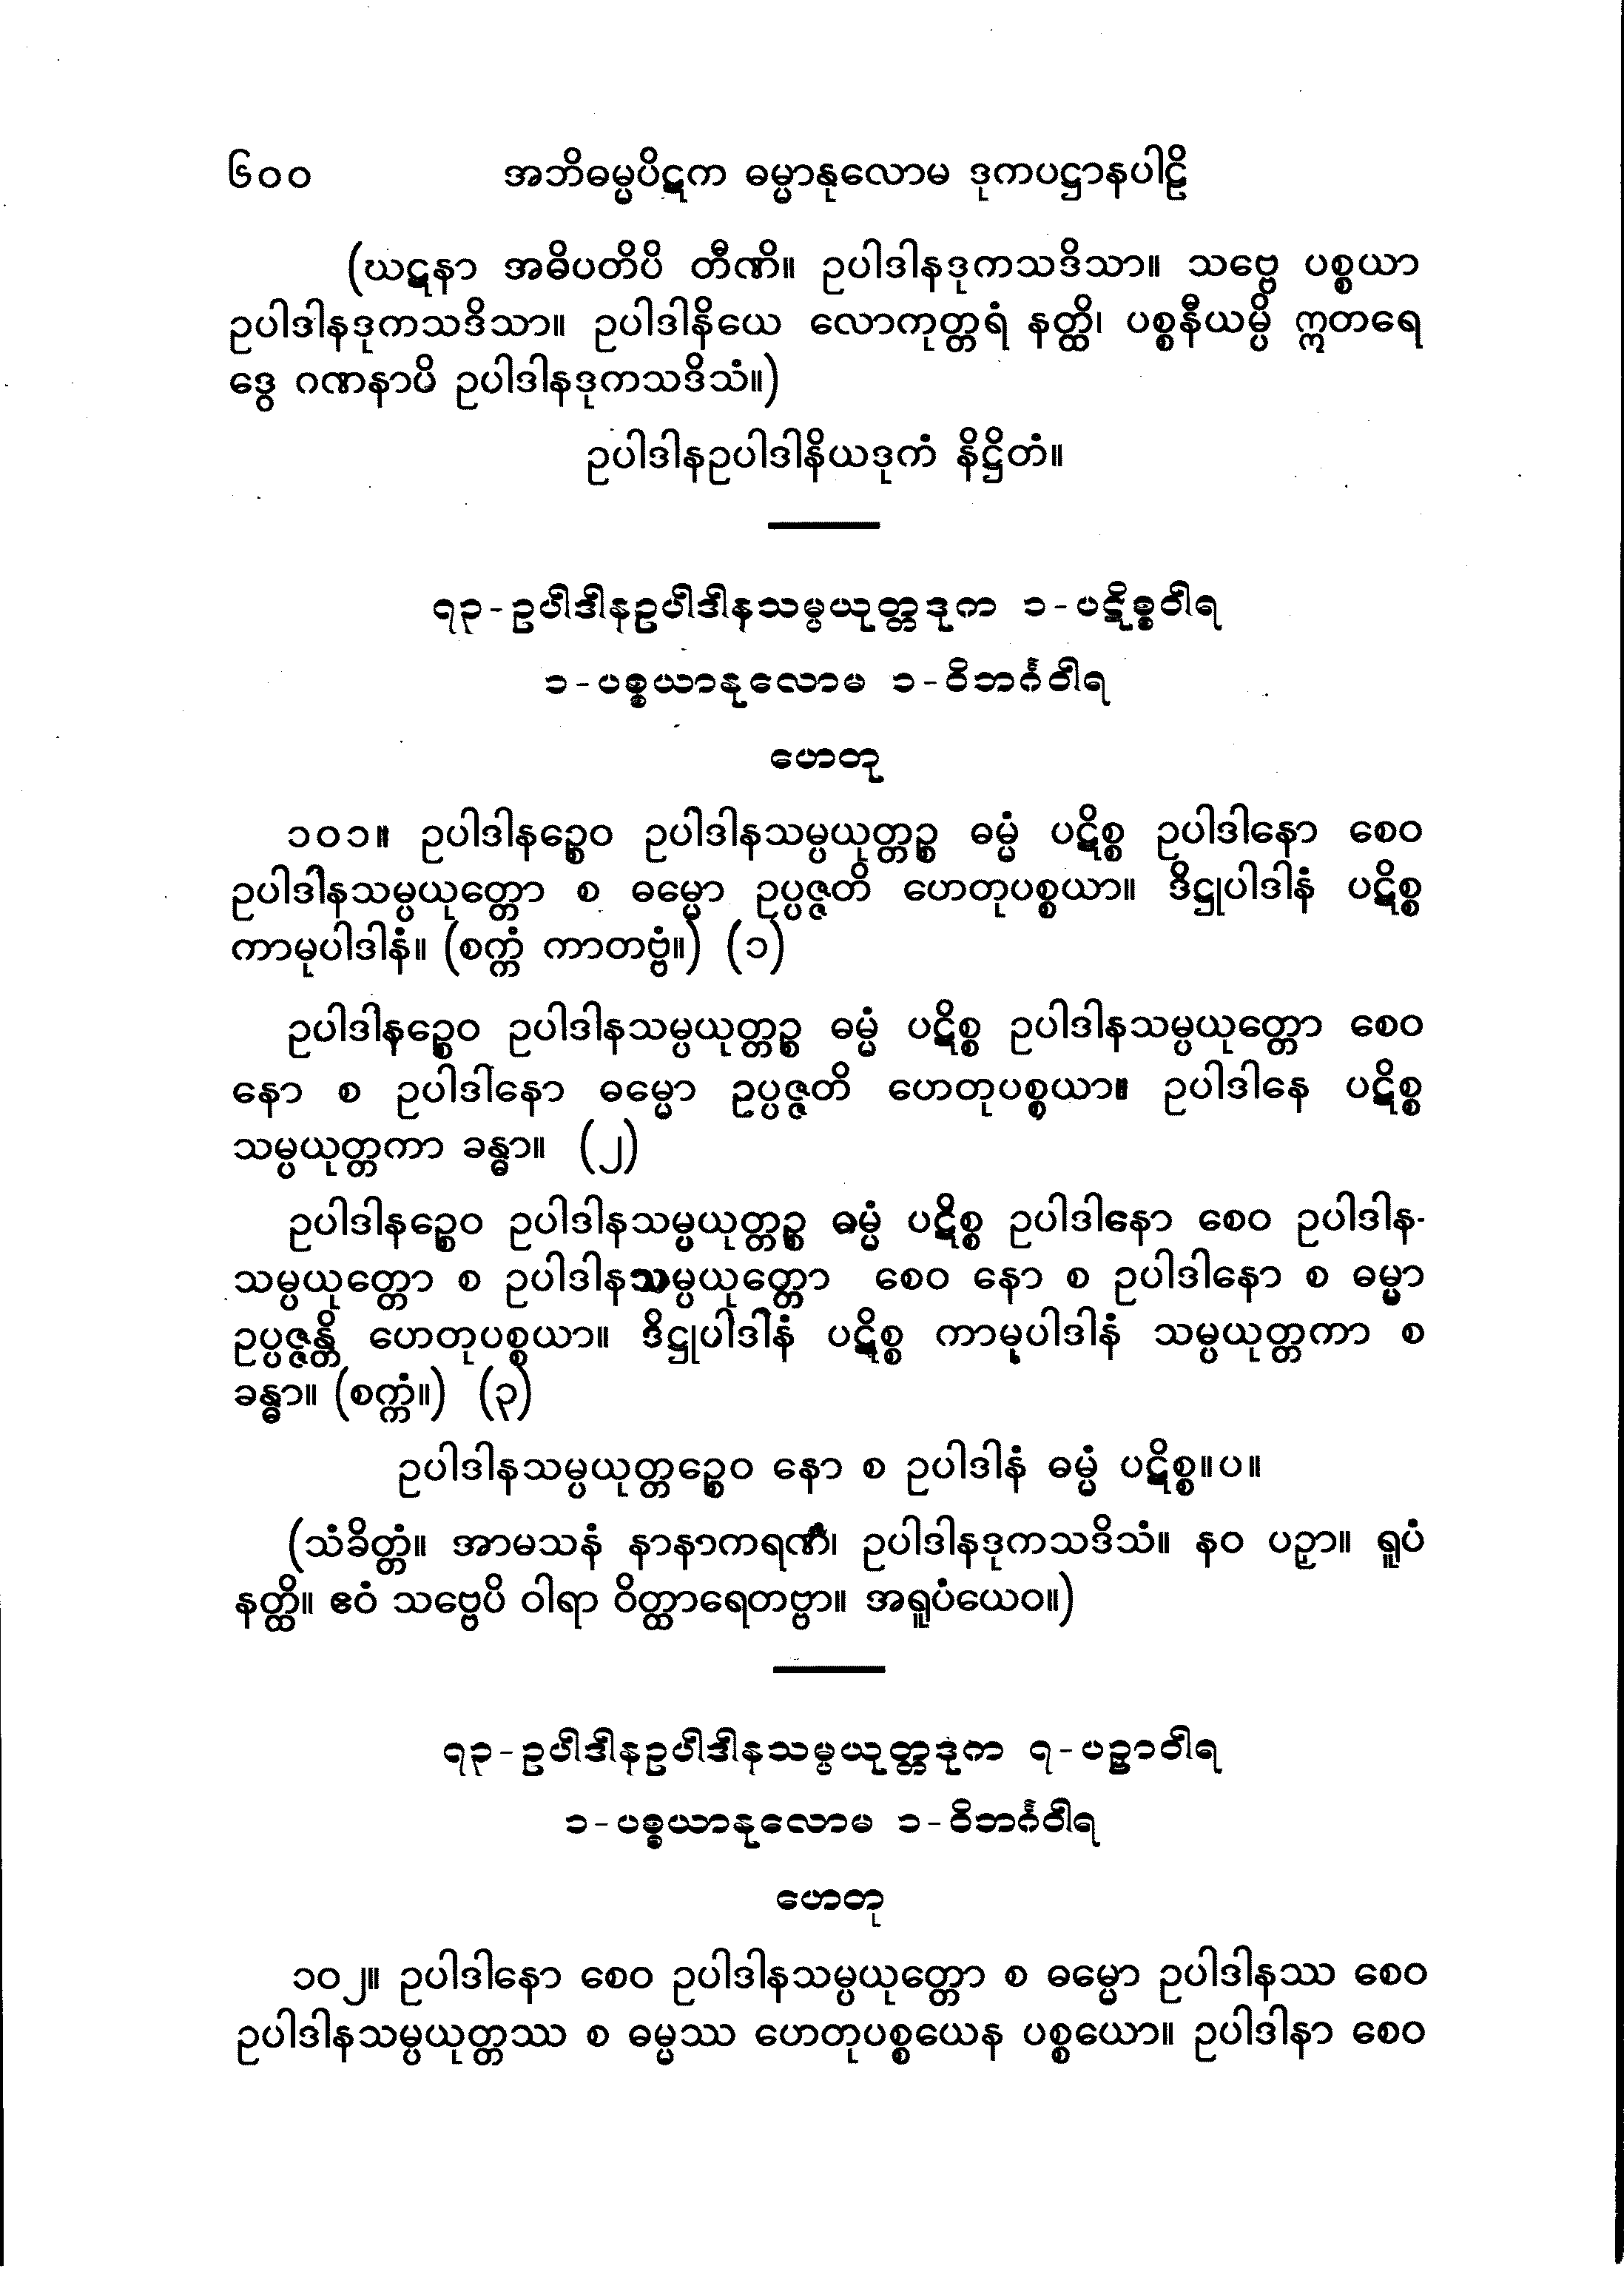 ၆၀၀ အဘိဓမ္မပိဋက ဓမ္မာနုလောမ ဒုကပဋ္ဌာနပါဠိ
(ဃဋနာ အဓိပတိပိ တီဏိ။ ဥပါဒါနဒုကသဒိသာ။ သဗ္ဗေ ပစ္စယာ
ဥပါဒါနဒုကသဒိသာ။ ဥပါဒါနိယေ လောကုတ္တရံ နတ္ထိ၊ ပစ္စနီယမ္ပိ ဣတရေ
ဒွေ ဂဏနာပိ ဥပါဒါနဒုကသဒိသံ။)
ဥပါဒါနဥပါဒါနိယဒုကံ နိဋ္ဌိတံ။
၇၃-ဥပါဒါနဥပါဒါနသမ္ပယုတ္တဒုက ၁-ပဋိစ္စဝါရ
၁-ပစ္စယာနုလောမ ၁-ဝိဘင်္ဂဝါရ
ဟေတု
၁၀၁။ ဥပါဒါနဉ္စေဝ ဥပါဒါနသမ္ပယုတ္တဉ္စ ဓမ္မံ ပဋိစ္စ ဥပါဒါနော စေဝ
ဥပါဒါနသမ္ပယုတ္တော စ ဓမ္မော ဥပ္ပဇ္ဇတိ ဟေတုပစ္စယာ။ ဒိဋ္ဌုပါဒါနံ ပဋိစ္စ
ကာမုပါဒါနံ။ (စက္ကံ ကာတဗ္ဗံ။) (၁)
ဥပါဒါနဉ္စေဝ ဥပါဒါနသမ္ပယုတ္တဉ္စ ဓမ္မံ ပဋိစ္စ ဥပါဒါနသမ္ပယုတ္တော စေဝ
နော စ ဥပါဒါနော ဓမ္မော ဥပ္ပဇ္ဇတိ ဟေတုပစ္စယာ။ ဥပါဒါနေ ပဋိစ္စ
သမ္ပယုတ္တကာ ခန္ဓာ။ (၂)
ဥပါဒါနဉ္စေဝ ဥပါဒါနသမ္ပယုတ္တဉ္စ ဓမ္မံ ပဋိစ္စ ဥပါဒါနော စေဝ ဥပါဒါန-
သမ္ပယုတ္တော စ ဥပါဒါနသမ္ပယုတ္တော စေဝ နော စ ဥပါဒါနော စ ဓမ္မာ
ဥပ္ပဇ္ဇန္တိ ဟေတုပစ္စယာ။ ဒိဋ္ဌုပါဒါနံ ပဋိစ္စ ကာမုပါဒါနံ သမ္ပယုတ္တကာ စ
ခန္ဓာ။ (စက္ကံ။) (၃)
ဥပါဒါနသမ္ပယုတ္တဉ္စေဝ နော စ ဥပါဒါနံ ဓမ္မံ ပဋိစ္စ။ပ။
(သံခိတ္တံ။ အာမသနံ နာနာကရဏံ၊ ဥပါဒါနဒုကသဒိသံ။ နဝ ပဉှာ။ ရူပံ
နတ္ထိ။ ဧဝံ သဗ္ဗေပိ ဝါရာ ဝိတ္ထာရေတဗ္ဗာ။ အရူပံယေဝ။)
၇၃-ဥပါဒါနဥပါဒါနသမ္ပယုတ္တဒုက ၇-ပဉ္ဟာဝါရ
၁-ပစ္စယာနုလောမ ၁-ဝိဘင်္ဂဝါရ
ဟေတု
၁၀၂။ ဥပါဒါနော စေဝ ဥပါဒါနသမ္ပယုတ္တော စ ဓမ္မော ဥပါဒါနဿ စေဝ
ဥပါဒါနသမ္ပယုတ္တဿ စ ဓမ္မဿ ဟေတုပစ္စယေန ပစ္စယော။ ဥပါဒါနာ စေဝ